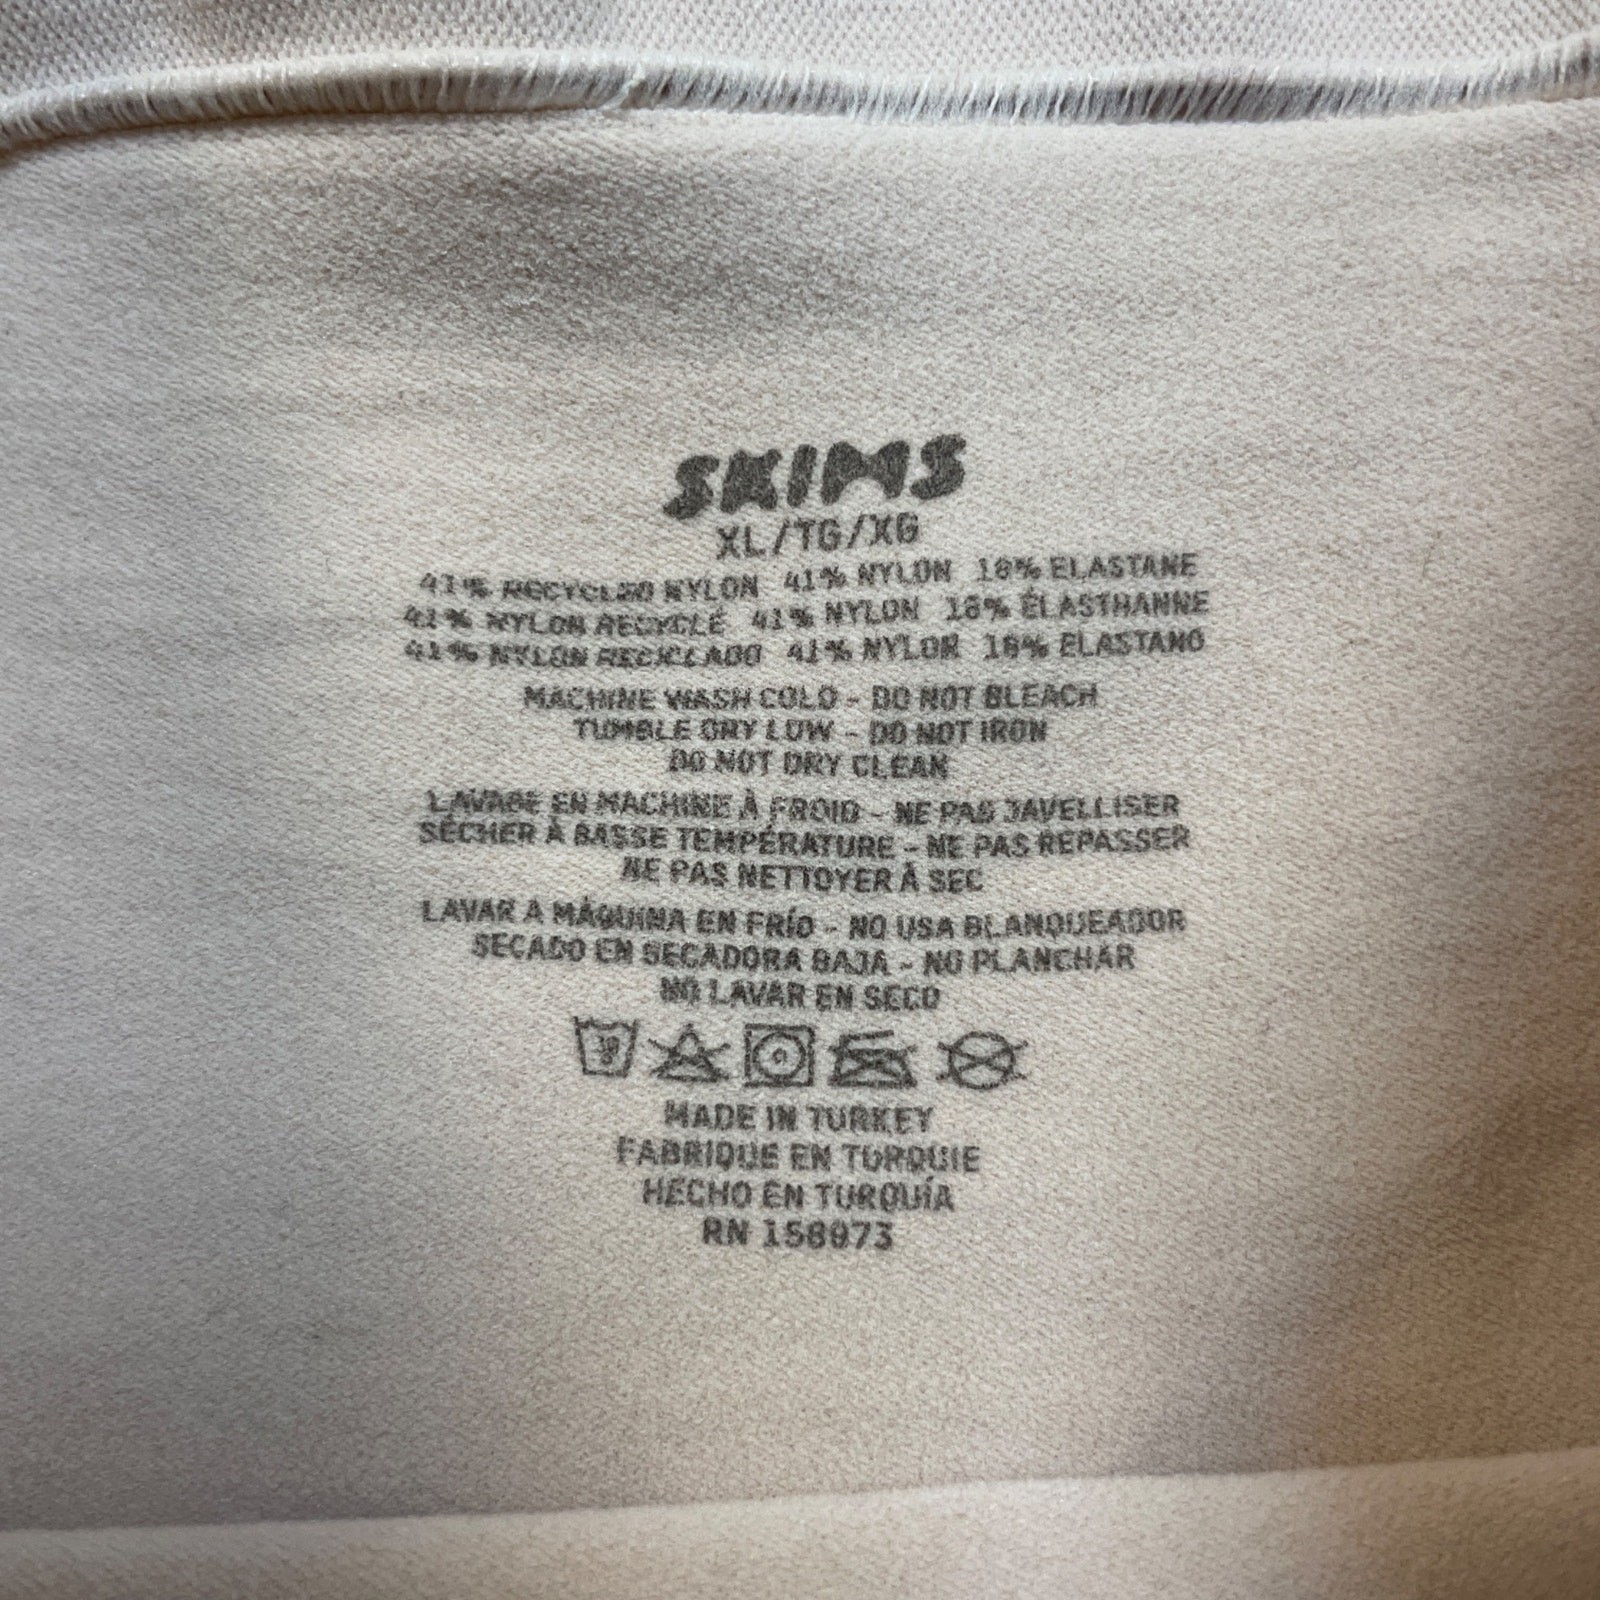 SKIMS
XL/TG/XG
41% RECYCLED NYLON 41% NYLON 18% ELASTANE
41% NYLON RECYCLÉ 41% NYLON 18% ÉLASTHANNE
41% NYLON RECICLADO 41% NYLON 18% ELASTANO
MACHINE WASH COLD - DO NOT BLEACH
TUMBLE DRY LOW - DO NOT IRON
DO NOT DRY CLEAN
LAVAGE EN MACHINE À FROID - NE PAS JAVELLISER
SÉCHER À BASSE TEMPÉRATURE - NE PAS REPASSER
NE PAS NETTOYER À SEC
LAVAR A MÁQUINA EN FRÍO - NO USA BLANQUEADOR
SECADO EN SECADORA BAJA - NO PLANCHAR
NO LAVAR EN SECO
30
MADE IN TURKEY
FABRIQUE EN TURQUIE
HECHO EN TURQUÍA
RN 158973